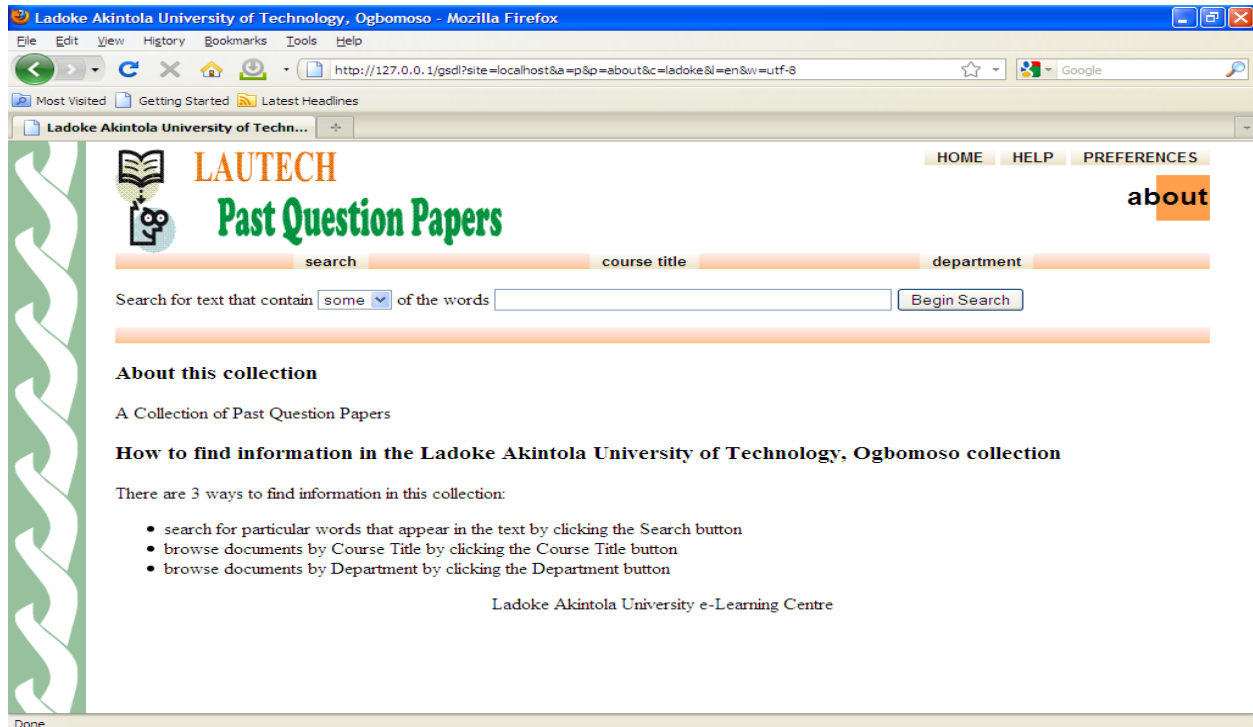 Ladoke Akintola University of Technology, Ogbomoso - Mozilla Firefox
File Edit View History Bookmarks Tools Help
http://127.0.0.1/gsdl?site=localhost&a=p&p=about&c=ladoke&l=en&w=utf-8
Google
Most Visited Getting Started Latest Headlines
Ladoke Akintola University of Techn...
LAUTECH
HOME HELP PREFERENCES
Past Question Papers
about
search course title department
Search for text that contain some of the words Begin Search
About this collection
A Collection of Past Question Papers
How to find information in the Ladoke Akintola University of Technology, Ogbomoso collection
There are 3 ways to find information in this collection:
• search for particular words that appear in the text by clicking the Search button
• browse documents by Course Title by clicking the Course Title button
• browse documents by Department by clicking the Department button
Ladoke Akintola University e-Learning Centre
Done